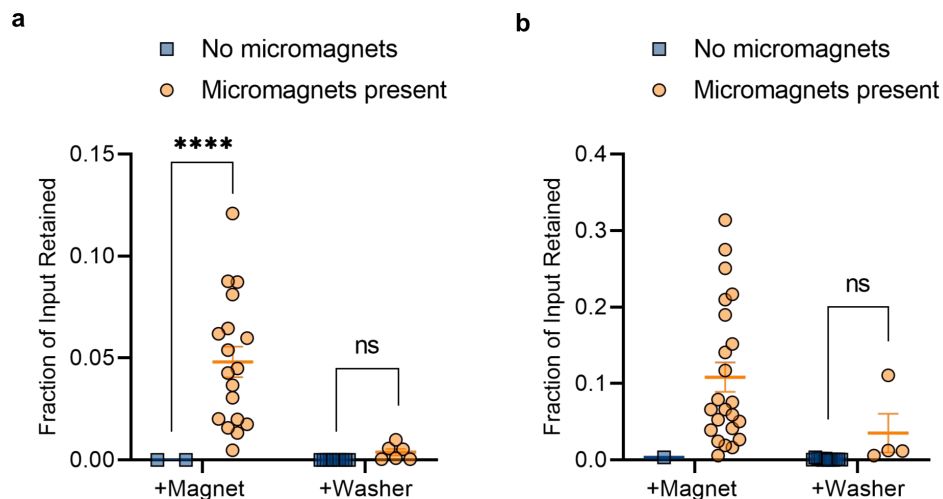 a
No micromagnets
Micromagnets present
Fraction of Input Retained
0.15
0.10
0.05
0.00
****
ns
+Magnet
+Washer
b
No micromagnets
Micromagnets present
Fraction of Input Retained
0.4
0.3
0.2
0.1
0.0
ns
+Magnet
+Washer